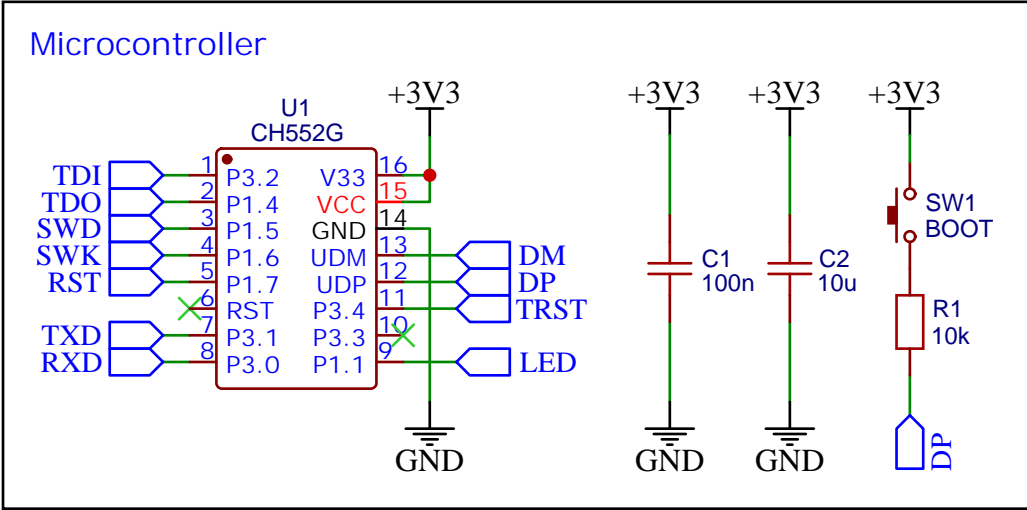 Microcontroller
U1
CH552G
+3V3
+3V3
+3V3
+3V3
TDI 1 P3.2 V33 16
TDO 2 P1.4 VCC 15
SWD 3 P1.5 GND 14
SWK 4 P1.6 UDM 13 DM
RST 5 P1.7 UDP 12 DP
6 RST P3.4 11 TRST
TXD 7 P3.1 P3.3 10
RXD 8 P3.0 P1.1 9 LED
GND
C1
100n
GND
C2
10u
GND
SW1
BOOT
R1
10k
DP